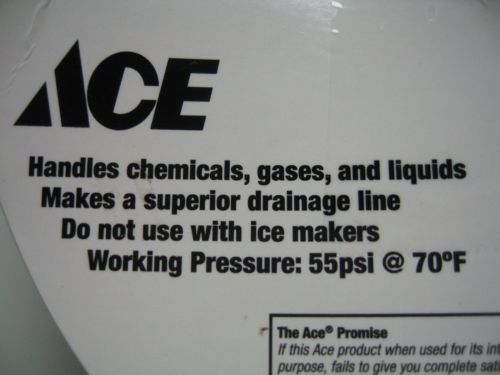 ACE
Handles chemicals, gases, and liquids
Makes a superior drainage line
Do not use with ice makers
Working Pressure: 55psi @ 70ºF
The Ace® Promise
If this Ace product when used for its
purpose, fails to give you complete